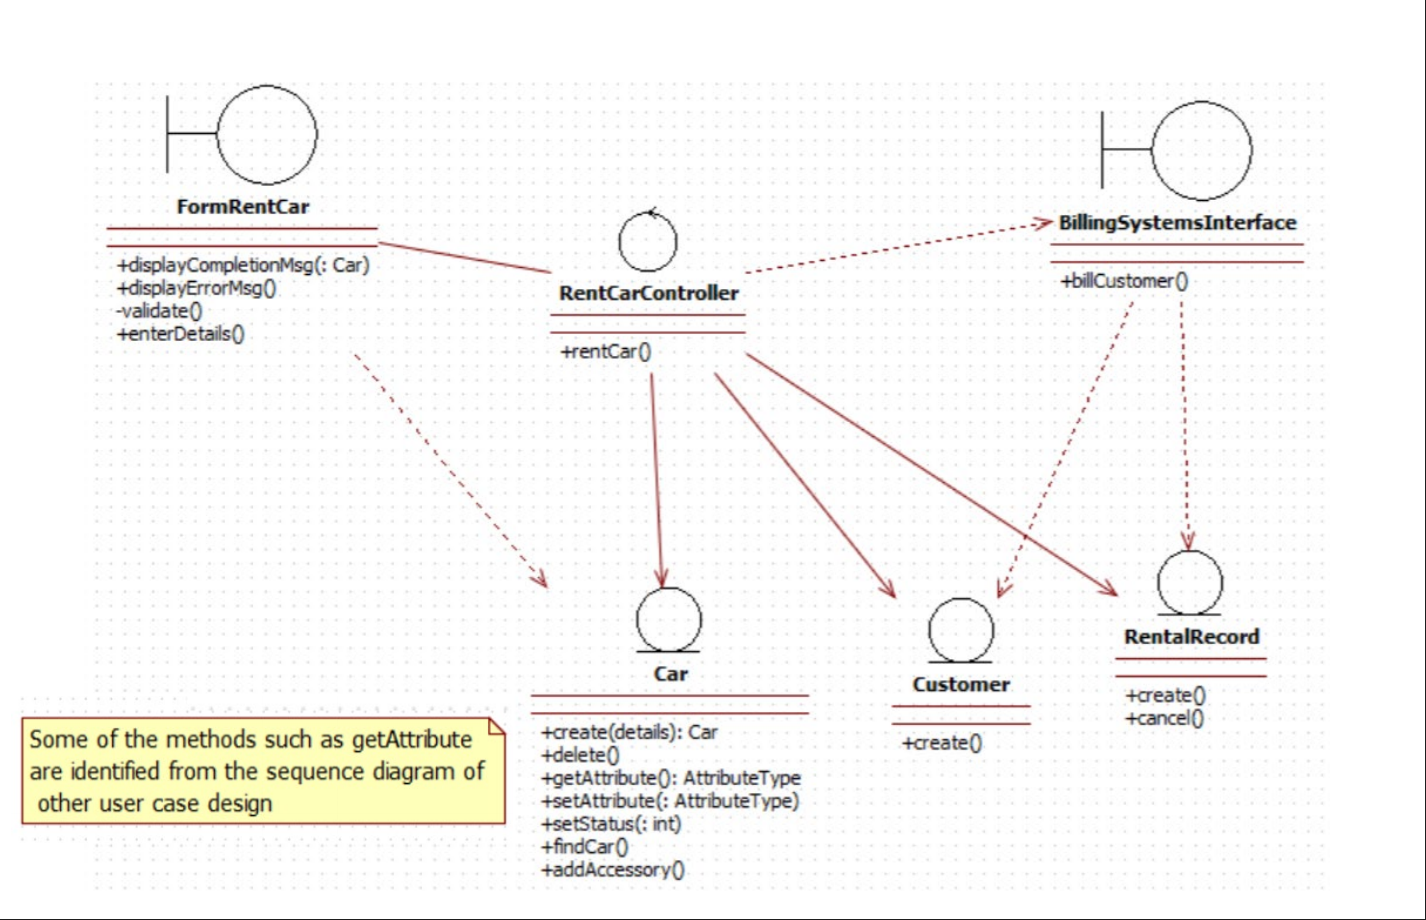 FormRentCar
+displayCompletionMsg(: Car)
+displayErrorMsg()
-validate()
+enterDetails()
RentCarController
+rentCar()
BillingSystemsInterface
+billCustomer()
Car
+create(details): Car
+delete()
+getAttribute(): AttributeType
+setAttribute(: AttributeType)
+setStatus(: int)
+findCar()
+addAccessory()
Customer
+create()
RentalRecord
+create()
+cancel()
Some of the methods such as getAttribute
are identified from the sequence diagram of
other user case design